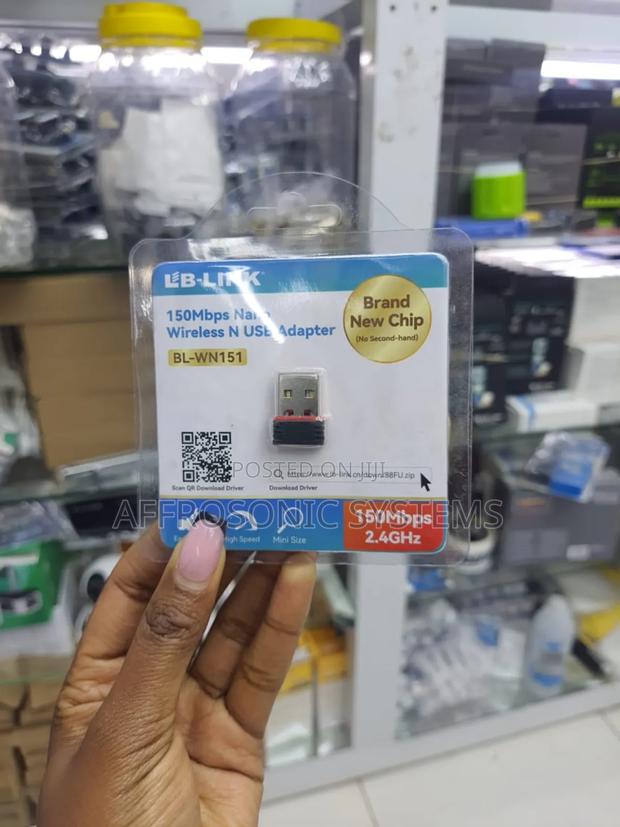 LB-LINK
150Mbps Nano
Wireless N USB Adapter
BL-WN151
Brand
New Chip
(No Second-hand)
POSTED ON JIJI
Scan QR Download Driver
Download Driver
AFFROSONIC SYSTEMS
High Speed
Mini Size
150Mbps
2.4GHz